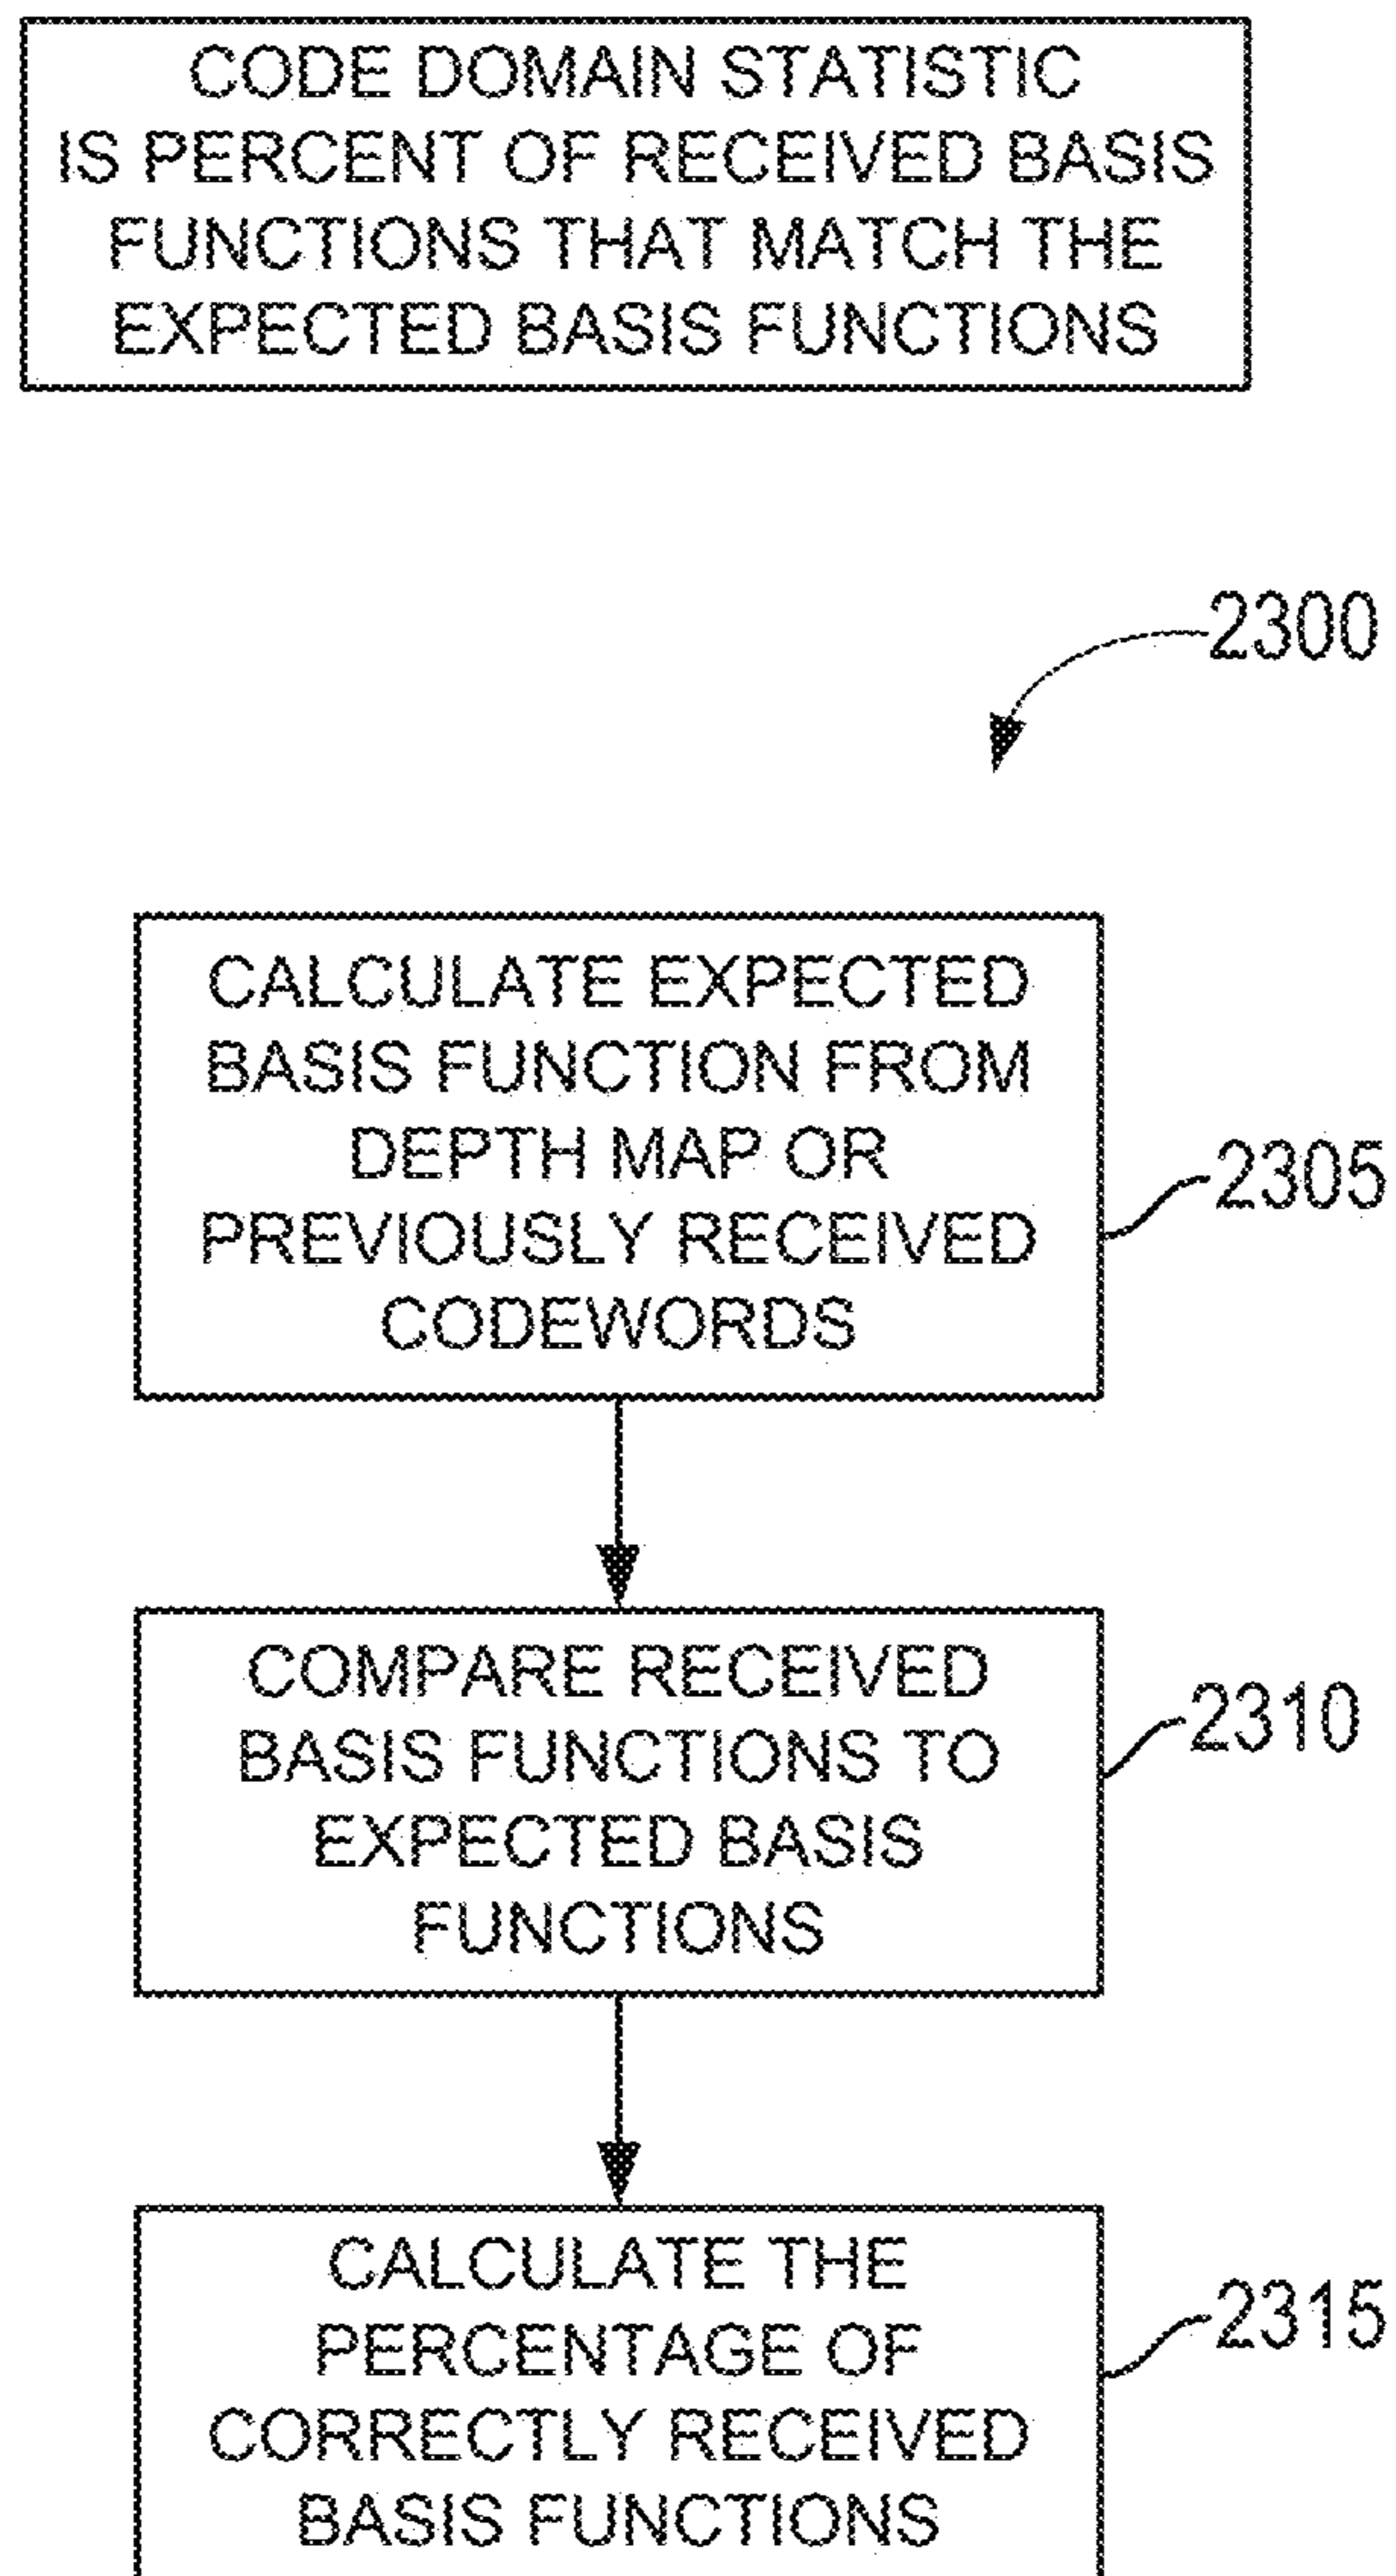 CODE DOMAIN STATISTIC
IS PERCENT OF RECEIVED BASIS
FUNCTIONS THAT MATCH THE
EXPECTED BASIS FUNCTIONS
2300
CALCULATE EXPECTED
BASIS FUNCTION FROM
DEPTH MAP OR
PREVIOUSLY RECEIVED
CODEWORDS
2305
COMPARE RECEIVED
BASIS FUNCTIONS TO
EXPECTED BASIS
FUNCTIONS
2310
CALCULATE THE
PERCENTAGE OF
CORRECTLY RECEIVED
BASIS FUNCTIONS
2315